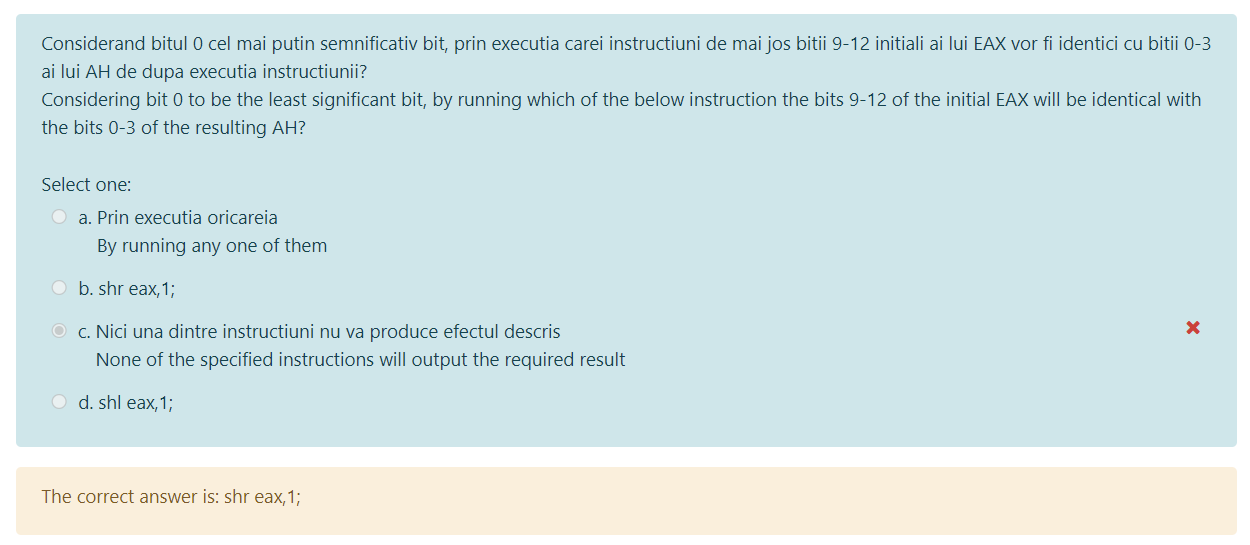 Considerand bitul 0 cel mai putin semnificativ bit, prin executia carei instructiuni de mai jos bitii 9-12 initiali ai lui EAX vor fi identici cu bitii 0-3
ai lui AH de dupa executia instructiunii?
Considering bit 0 to be the least significant bit, by running which of the below instruction the bits 9-12 of the initial EAX will be identical with
the bits 0-3 of the resulting AH?
Select one:
a. Prin executia oricareia
By running any one of them
b. shr eax,1;
c. Nici una dintre instructiuni nu va produce efectul descris
None of the specified instructions will output the required result
d. shl eax,1;
The correct answer is: shr eax,1;